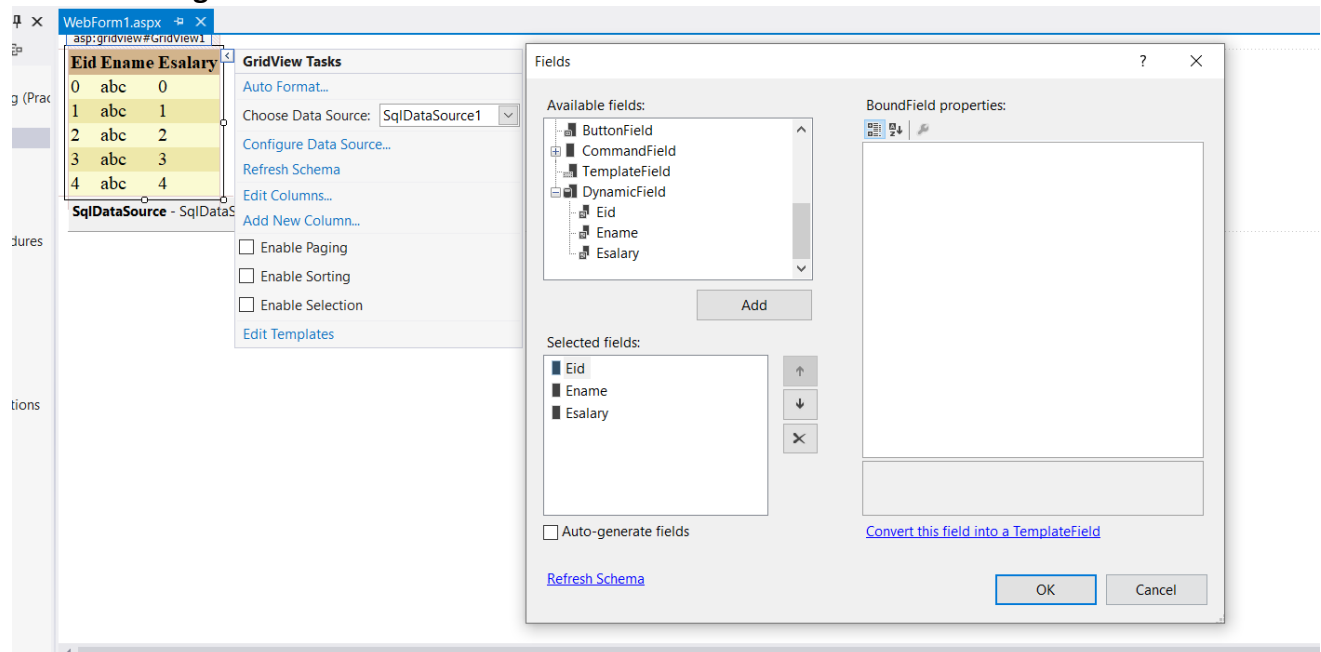 WebForm1.aspx
asp:gridview#GridView1
Eid Ename Esalary
0 abc 0
1 abc 1
2 abc 2
3 abc 3
4 abc 4
SqlDataSource - SqlDataS
g (Prac
dures
tions
GridView Tasks
Auto Format...
Choose Data Source: SqlDataSource1
Configure Data Source...
Refresh Schema
Edit Columns...
Add New Column...
Enable Paging
Enable Sorting
Enable Selection
Edit Templates
Fields
?
Available fields:
ButtonField
CommandField
TemplateField
DynamicField
Eid
Ename
Esalary
Add
Selected fields:
Eid
Ename
Esalary
Auto-generate fields
Refresh Schema
BoundField properties:
Convert this field into a TemplateField
OK
Cancel